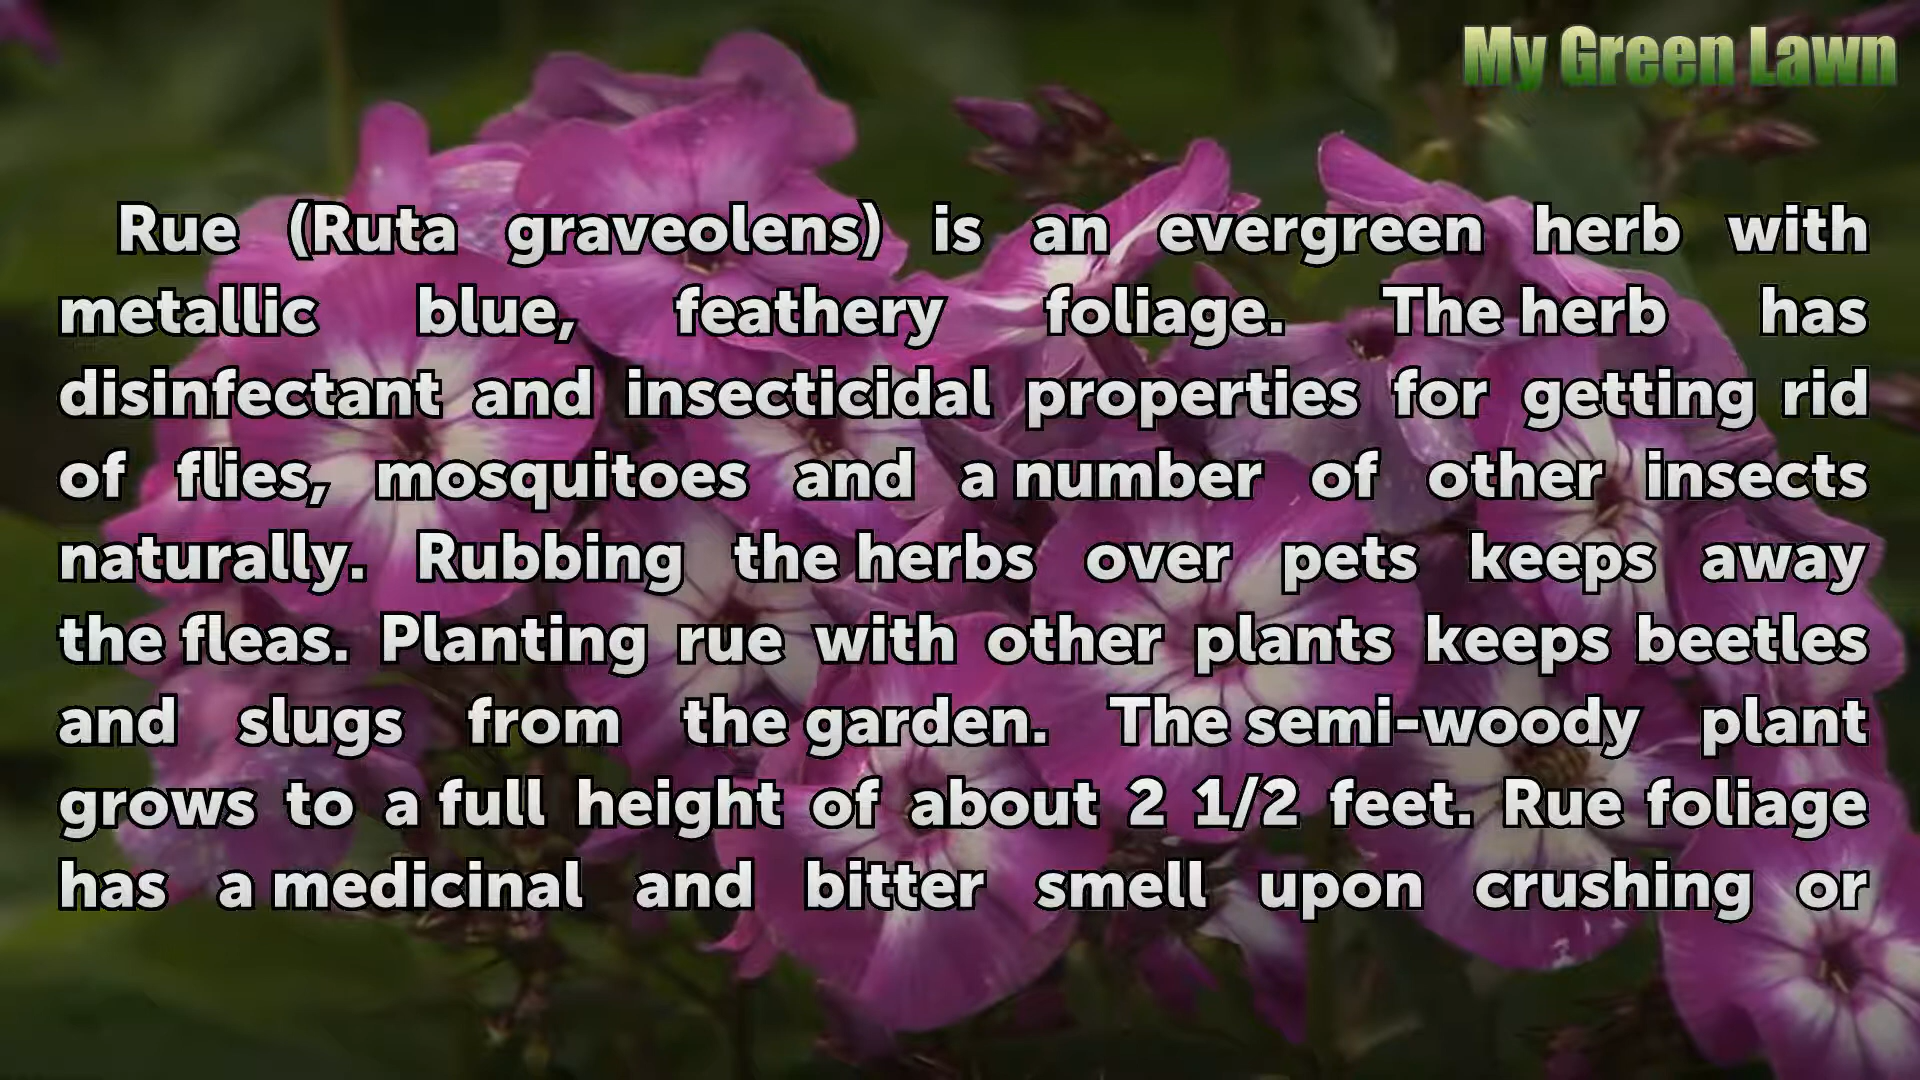 My Green Lawn
Rue (Ruta graveolens) is an evergreen herb with
metallic blue, feathery foliage. The herb has
disinfectant and insecticidal properties for getting rid
of flies, mosquitoes and a number of other insects
naturally. Rubbing the herbs over pets keeps away
the fleas. Planting rue with other plants keeps beetles
and slugs from the garden. The semi-woody plant
grows to a full height of about 2 1/2 feet. Rue foliage
has a medicinal and bitter smell upon crushing or